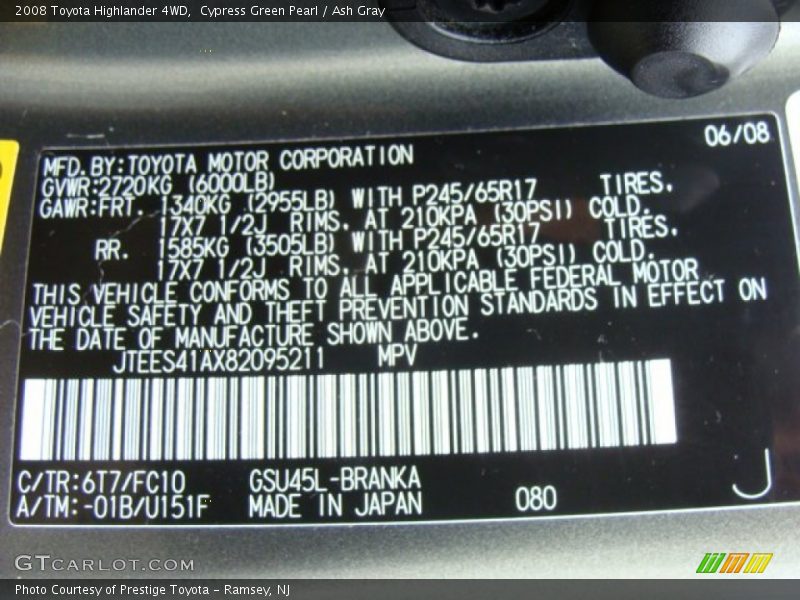 2008 Toyota Highlander 4WD,  Cypress Green Pearl / Ash Gray
06/08
MFD.BY:TOYOTA MOTOR CORPORATION
GVWR:2720KG (6000LB)
GAWR:FRT. 1340KG (2955LB) WITH P245/65R17 TIRES,
17X7 1/2J RIMS, AT 210KPA (30PSI) COLD.
RR. 1585KG (3505LB) WITH P245/65R17 TIRES,
17X7 1/2J RIMS, AT 210KPA (30PSI) COLD.
THIS VEHICLE CONFORMS TO ALL APPLICABLE FEDERAL MOTOR
VEHICLE SAFETY AND THEFT PREVENTION STANDARDS IN EFFECT ON
THE DATE OF MANUFACTURE SHOWN ABOVE.
JTEES41AX82095211 MPV
C/TR:6T7/FC10 GSU45L-BRANKA
A/TM:-01B/U151F MADE IN JAPAN 080 J
GTCARLOT.COM
Photo Courtesy of Prestige Toyota - Ramsey, NJ